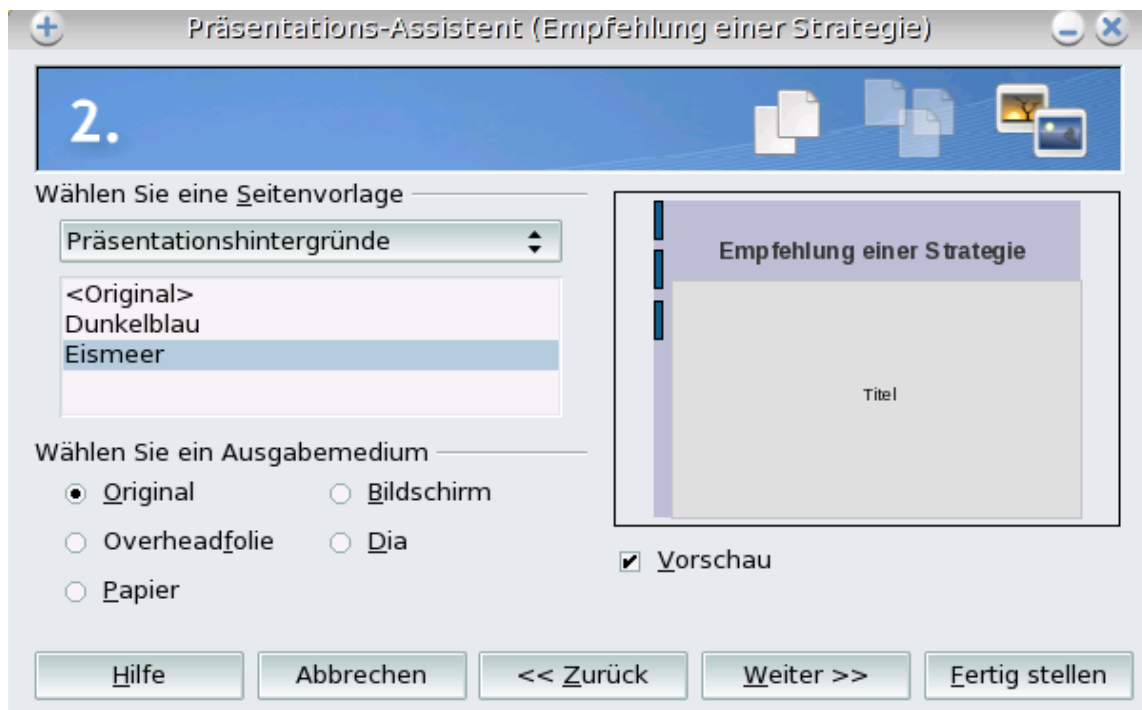 Präsentations-Assistent (Empfehlung einer Strategie)
2.
Wählen Sie eine Seitenvorlage
Präsentationshintergründe
<Original>
Dunkelblau
Eismeer
Wählen Sie ein Ausgabemedium
Original
Bildschirm
Overheadfolie
Dia
Papier
Empfehlung einer Strategie
Titel
Vorschau
Hilfe
Abbrechen
<< Zurück
Weiter >>
Fertig stellen